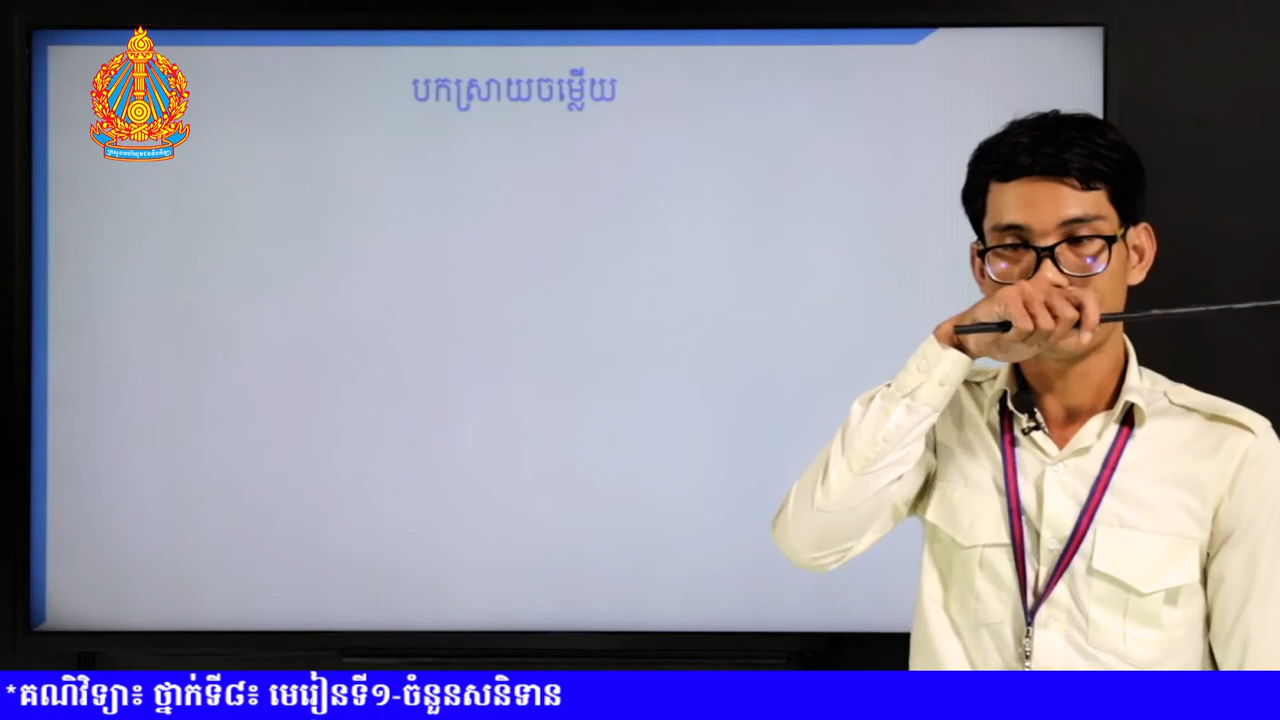 បកស្រាយចម្លើយ
*គណិវិទ្យា៖ ថ្នាក់ទី៨៖ មេរៀនទី១-ចំនួនសនិទាន